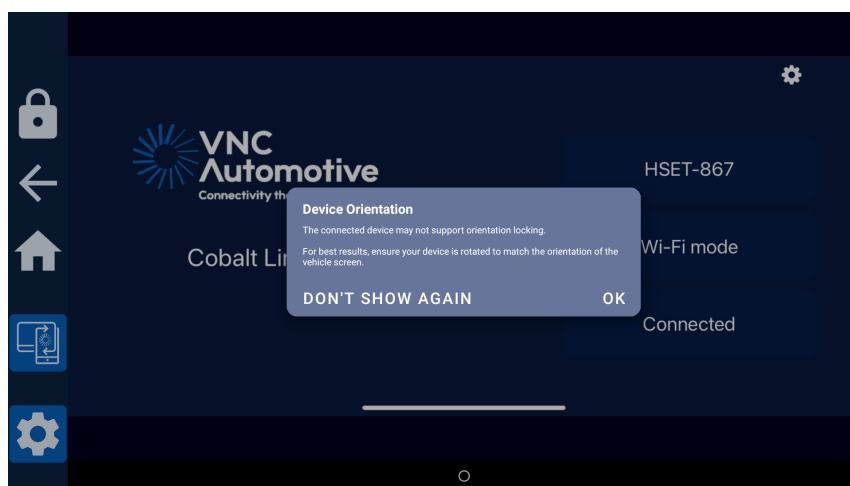 VNC
Automotive
Connectivity th
Cobalt Lin
HSET-867
Wi-Fi mode
Connected
Device Orientation
The connected device may not support orientation locking.
For best results, ensure your device is rotated to match the orientation of the
vehicle screen.
DON'T SHOW AGAIN
OK